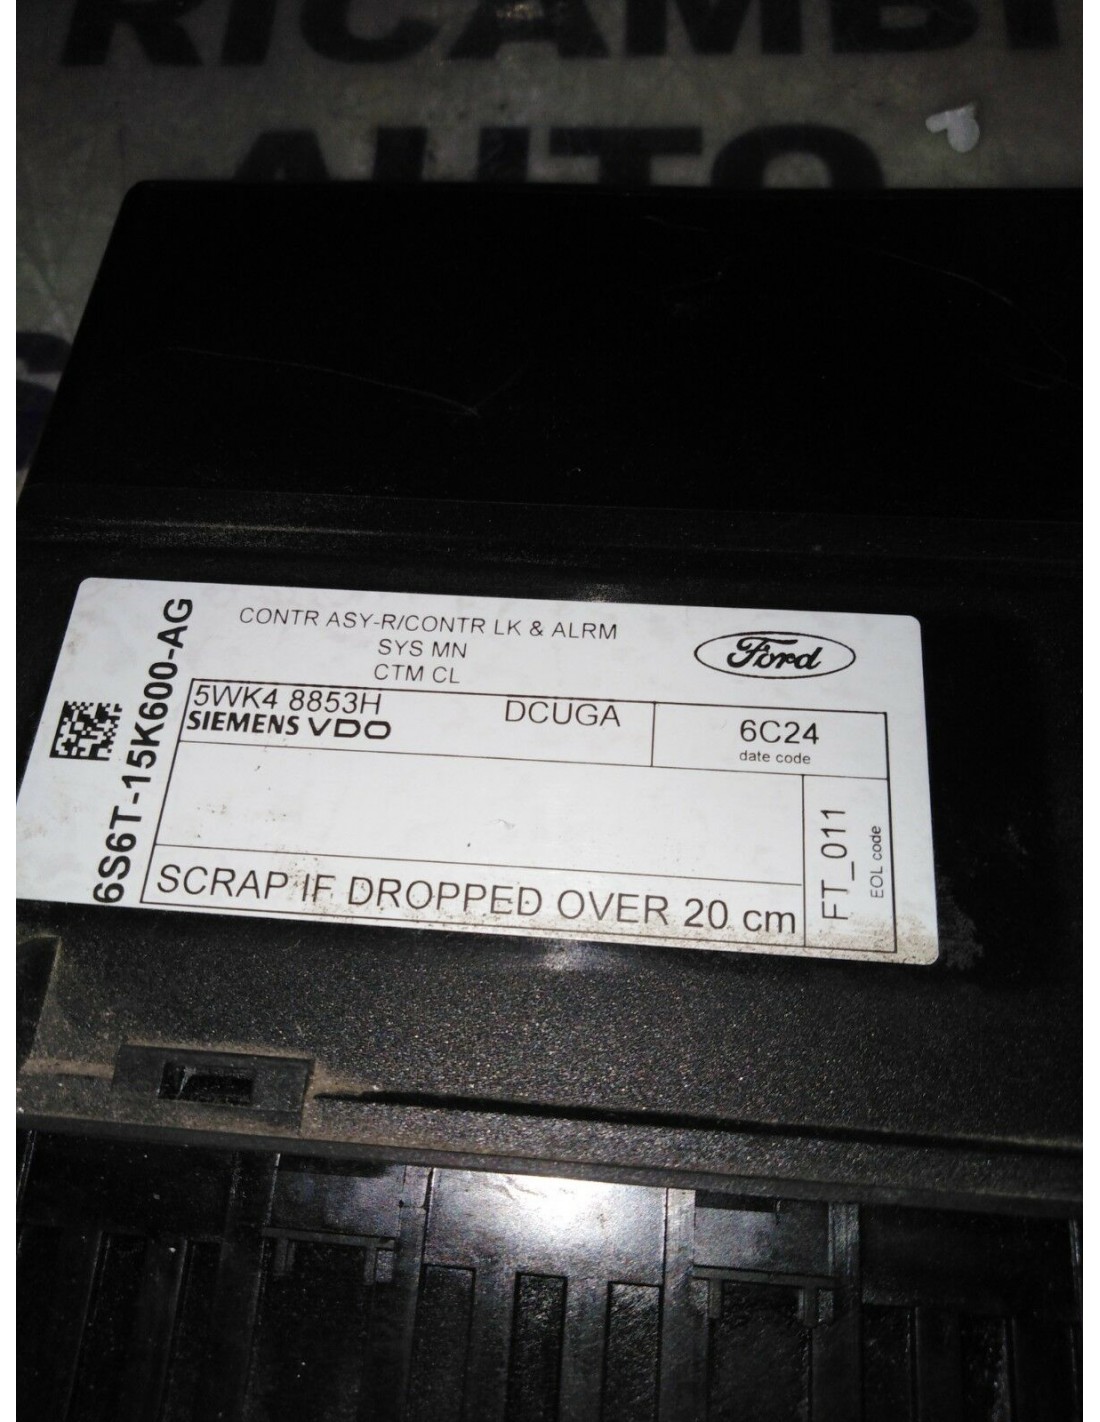 RICAMBI
AUTO
CONTR ASY-R/CONTR LK & ALRM
SYS MN
CTM CL
Ford
6S6T-15K600-AG
5WK4 8853H
SIEMENS VDO
DCUGA
6C24
date code
FT_011
EOL code
SCRAP IF DROPPED OVER 20 cm